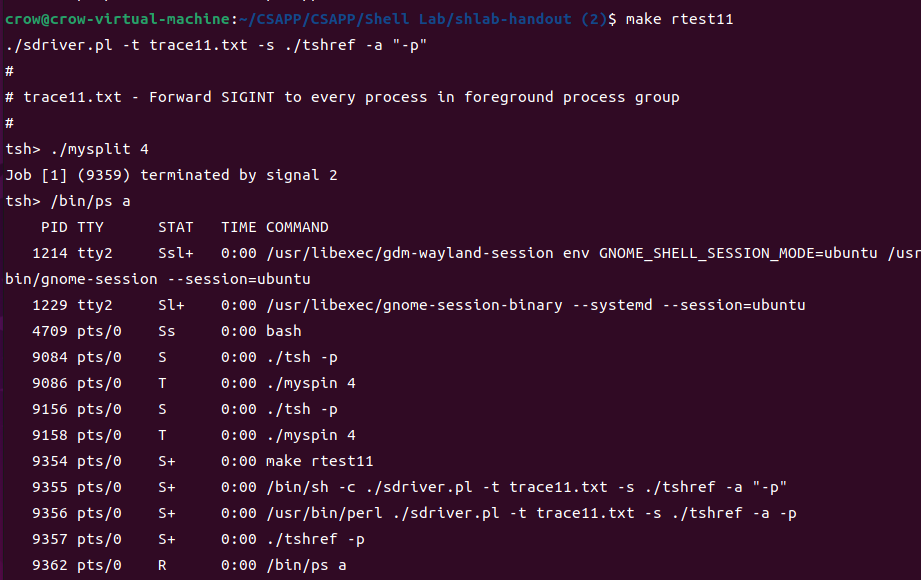 crow@crow-virtual-machine:~/CSAPP/CSAPP/Shell Lab/shlab-handout (2)$ make rtest11
./sdriver.pl -t trace11.txt -s ./tshref -a "-p"
#
# trace11.txt - Forward SIGINT to every process in foreground process group
#
tsh> ./mysplit 4
Job [1] (9359) terminated by signal 2
tsh> /bin/ps a
    PID TTY      STAT   TIME COMMAND
   1214 tty2     Ssl+   0:00 /usr/libexec/gdm-wayland-session env GNOME_SHELL_SESSION_MODE=ubuntu /usr
bin/gnome-session --session=ubuntu
   1229 tty2     Sl+    0:00 /usr/libexec/gnome-session-binary --systemd --session=ubuntu
   4709 pts/0    Ss     0:00 bash
   9084 pts/0    S      0:00 ./tsh -p
   9086 pts/0    T      0:00 ./myspin 4
   9156 pts/0    S      0:00 ./tsh -p
   9158 pts/0    T      0:00 ./myspin 4
   9354 pts/0    S+     0:00 make rtest11
   9355 pts/0    S+     0:00 /bin/sh -c ./sdriver.pl -t trace11.txt -s ./tshref -a "-p"
   9356 pts/0    S+     0:00 /usr/bin/perl ./sdriver.pl -t trace11.txt -s ./tshref -a -p
   9357 pts/0    S+     0:00 ./tshref -p
   9362 pts/0    R      0:00 /bin/ps a